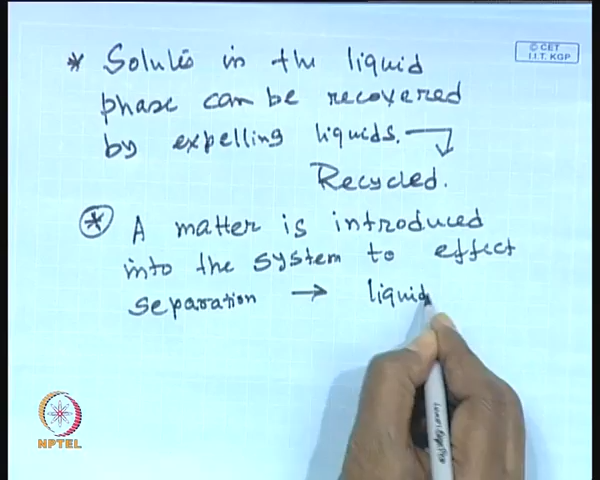 * Solutes in the liquid
© CET
I.I.T. KGP
phase can be recovered
by expelling liquids. →
Recycled.
* A matter is introduced
into the system to effect
separation → liquid
NPTEL